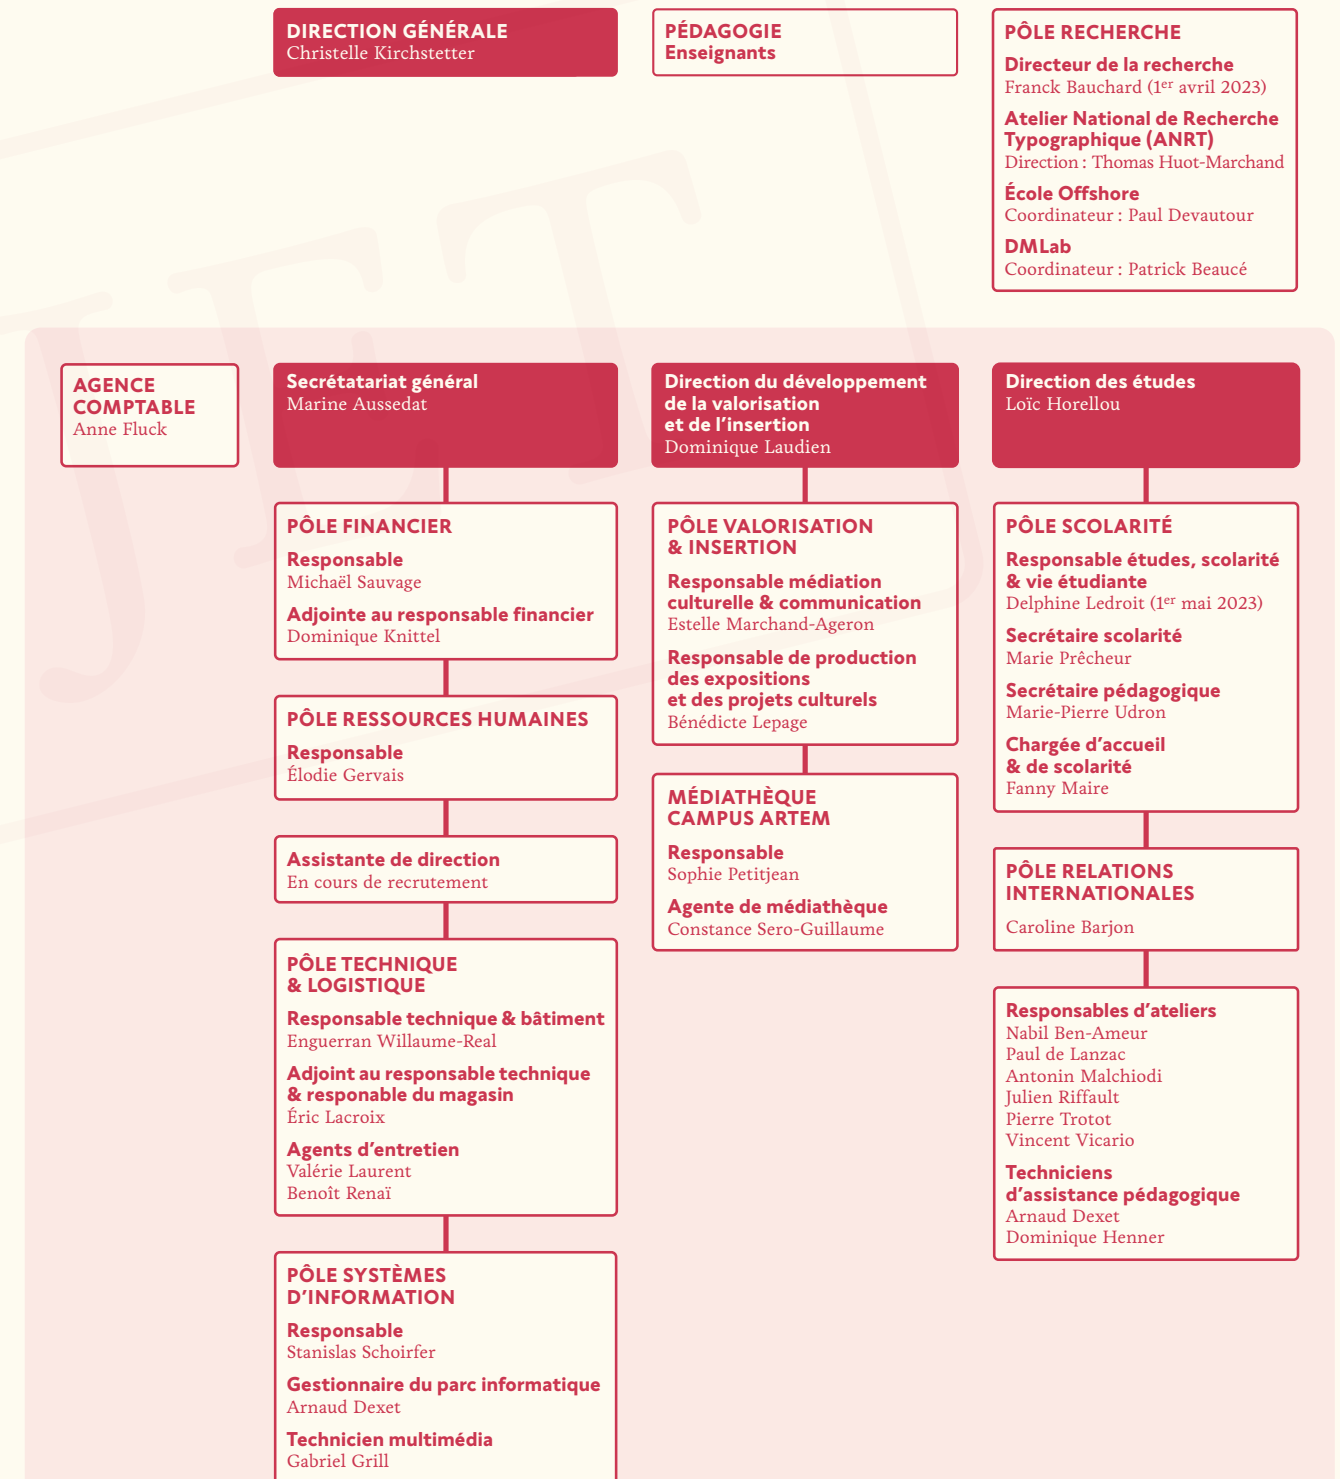 DIRECTION GÉNÉRALE
Christelle Kirchstetter
PÉDAGOGIE
Enseignants
PÔLE RECHERCHE
Directeur de la recherche
Franck Bauchard (1er avril 2023)
Atelier National de Recherche
Typographique (ANRT)
Direction : Thomas Huot-Marchand
École Offshore
Coordinateur : Paul Devautour
DMLab
Coordinateur : Patrick Beaucé
AGENCE
COMPTABLE
Anne Fluck
Secrétatariat général
Marine Aussedat
PÔLE FINANCIER
Responsable
Michaël Sauvage
Adjointe au responsable financier
Dominique Knittel
PÔLE RESSOURCES HUMAINES
Responsable
Élodie Gervais
Assistante de direction
En cours de recrutement
PÔLE TECHNIQUE
& LOGISTIQUE
Responsable technique & bâtiment
Enguerran Willaume-Real
Adjoint au responsable technique
& responable du magasin
Éric Lacroix
Agents d’entretien
Valérie Laurent
Benoît Renaï
PÔLE SYSTÈMES
D’INFORMATION
Responsable
Stanislas Schoirfer
Gestionnaire du parc informatique
Arnaud Dexet
Technicien multimédia
Gabriel Grill
Direction du développement
de la valorisation
et de l’insertion
Dominique Laudien
PÔLE VALORISATION
& INSERTION
Responsable médiation
culturelle & communication
Estelle Marchand-Ageron
Responsable de production
des expositions
et des projets culturels
Bénédicte Lepage
MÉDIATHÈQUE
CAMPUS ARTEM
Responsable
Sophie Petitjean
Agente de médiathèque
Constance Sero-Guillaume
Direction des études
Loïc Horellou
PÔLE SCOLARITÉ
Responsable études, scolarité
& vie étudiante
Delphine Ledroit (1er mai 2023)
Secrétaire scolarité
Marie Prêcheur
Secrétaire pédagogique
Marie-Pierre Udron
Chargée d’accueil
& de scolarité
Fanny Maire
PÔLE RELATIONS
INTERNATIONALES
Caroline Barjon
Responsables d’ateliers
Nabil Ben-Ameur
Paul de Lanzac
Antonin Malchiodi
Julien Riffault
Pierre Trotot
Vincent Vicario
Techniciens
d’assistance pédagogique
Arnaud Dexet
Dominique Henner
JET